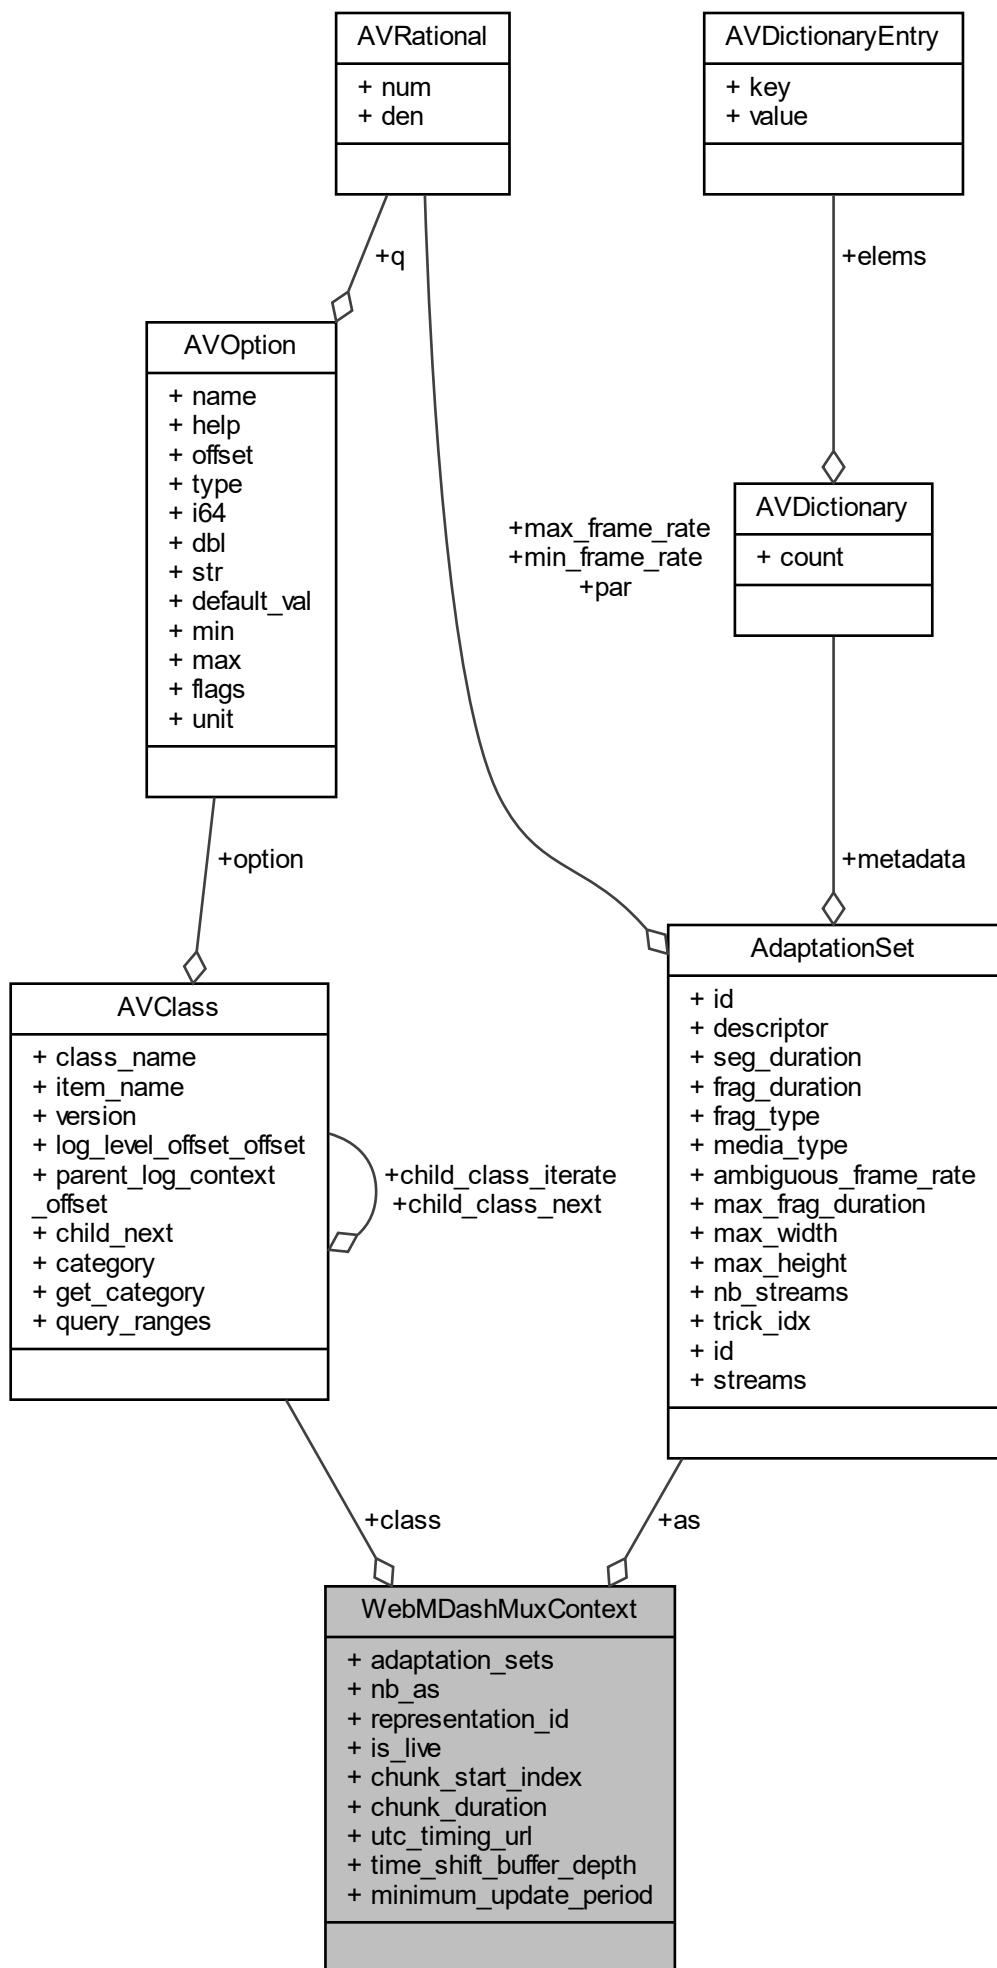 AVRational
+ num
+ den
AVDictionaryEntry
+ key
+ value
+q
+elems
AVOption
+ name
+ help
+ offset
+ type
+ i64
+ dbl
+ str
+ default_val
+ min
+ max
+ flags
+ unit
+max_frame_rate
+min_frame_rate
+par
AVDictionary
+ count
+option
+metadata
AVClass
+ class_name
+ item_name
+ version
+ log_level_offset_offset
+ parent_log_context
_offset
+ child_next
+ category
+ get_category
+ query_ranges
+child_class_iterate
+child_class_next
AdaptationSet
+ id
+ descriptor
+ seg_duration
+ frag_duration
+ frag_type
+ media_type
+ ambiguous_frame_rate
+ max_frag_duration
+ max_width
+ max_height
+ nb_streams
+ trick_idx
+ id
+ streams
+class
+as
WebMDashMuxContext
+ adaptation_sets
+ nb_as
+ representation_id
+ is_live
+ chunk_start_index
+ chunk_duration
+ utc_timing_url
+ time_shift_buffer_depth
+ minimum_update_period